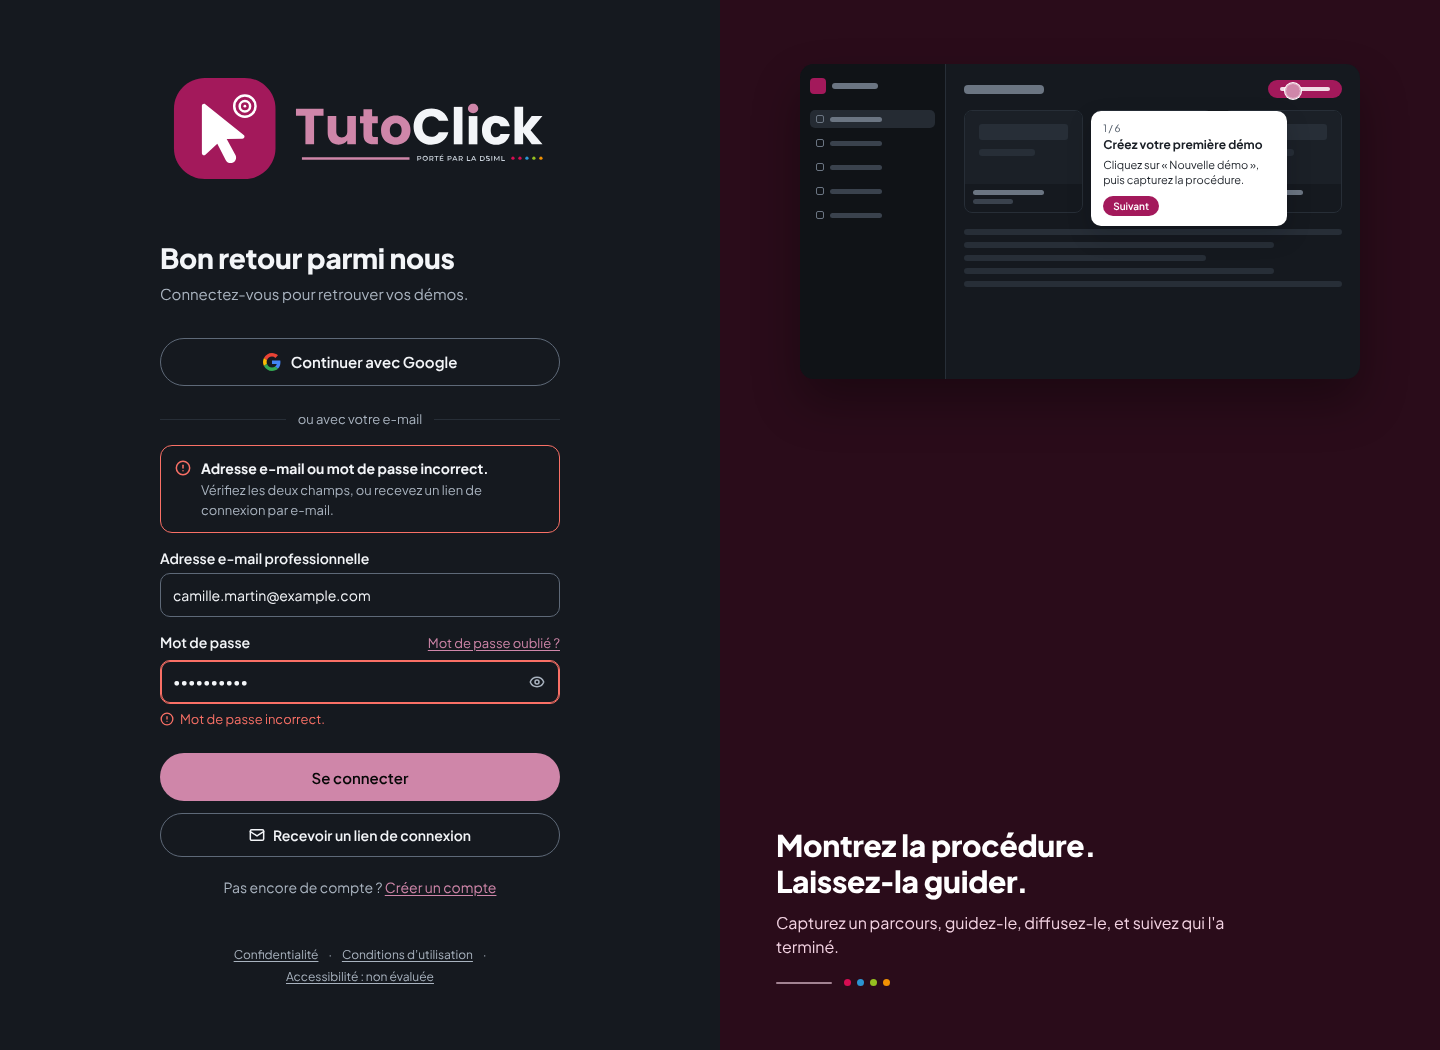 TutoClick
PORTÉ PAR LA DSIML
Bon retour parmi nous
Connectez-vous pour retrouver vos démos.
Continuer avec Google
ou avec votre e-mail
Adresse e-mail ou mot de passe incorrect.
Vérifiez les deux champs, ou recevez un lien de
connexion par e-mail.
Adresse e-mail professionnelle
camille.martin@example.com
Mot de passe
Mot de passe oublié ?
••••••••••
Mot de passe incorrect.
Se connecter
Recevoir un lien de connexion
Pas encore de compte ? Créer un compte
Confidentialité · Conditions d'utilisation ·
Accessibilité : non évaluée
1 / 6
Créez votre première démo
Cliquez sur « Nouvelle démo »,
puis capturez la procédure.
Suivant
Montrez la procédure.
Laissez-la guider.
Capturez un parcours, guidez-le, diffusez-le, et suivez qui l'a
terminé.